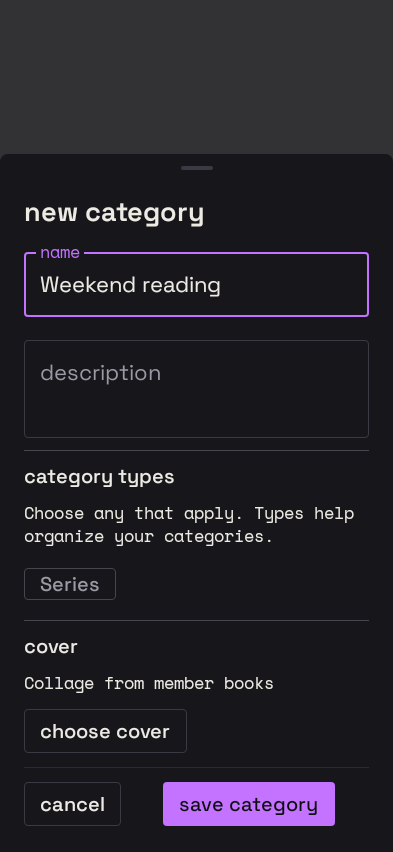 new category
name
Weekend reading
description
category types
Choose any that apply. Types help
organize your categories.
Series
cover
Collage from member books
choose cover
cancel
save category